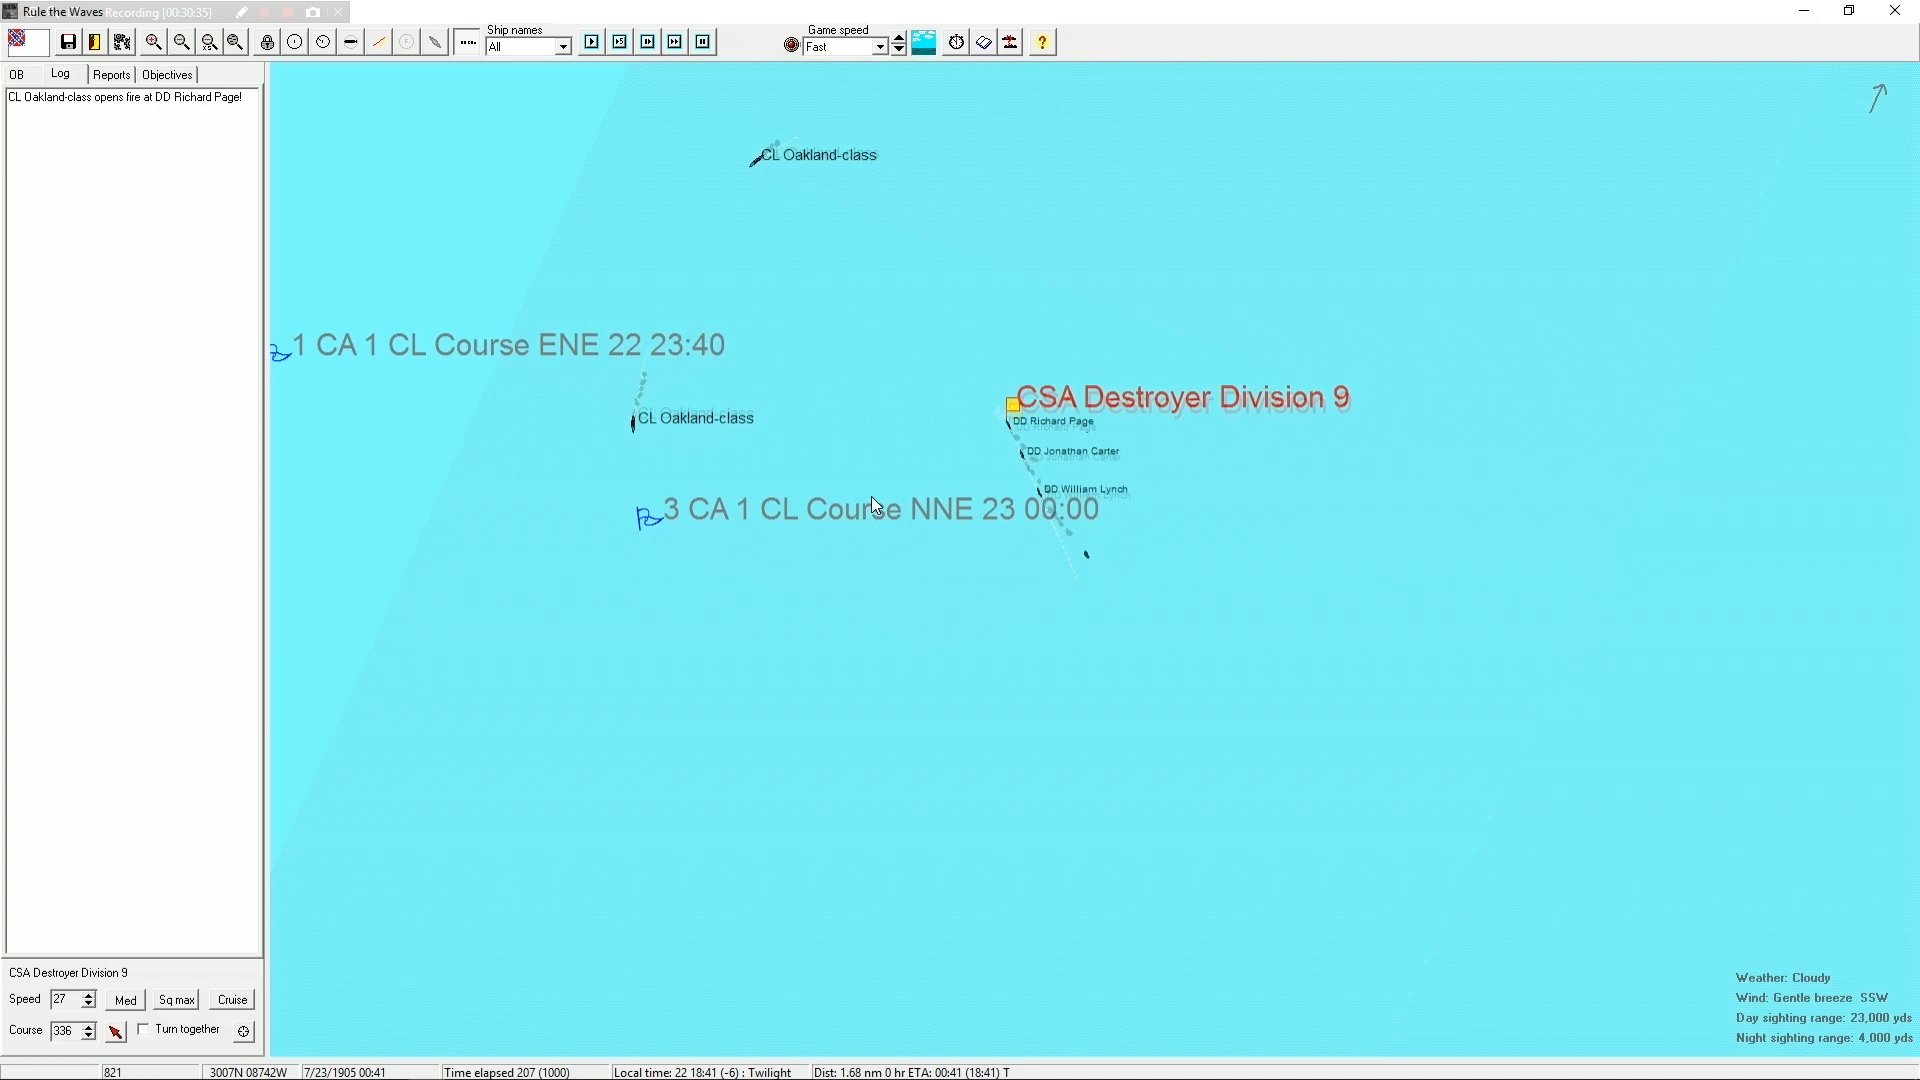 Rule the Waves Recording [00:30:35]
Ship names
All
Game speed
Fast
?
OB Log Reports Objectives
CL Oakland-class opens fire at DD Richard Page!
CL Oakland-class
1 CA 1 CL Course ENE 22 23:40
CL Oakland-class
CSA Destroyer Division 9
DD Richard Page
DD Jonathan Carter
DD William Lynch
3 CA 1 CL Course NNE 23 00:00
CSA Destroyer Division 9
Speed 27 Med Sq max Cruise
Course 336 Turn together
Weather: Cloudy
Wind: Gentle breeze SSW
Day sighting range: 23,000 yds
Night sighting range: 4,000 yds
821 3007N 08742W 7/23/1905 00:41 Time elapsed 207 (1000) Local time: 22 18:41 (-6) : Twilight Dist: 1.68 nm 0 hr ETA: 00:41 (18:41) T